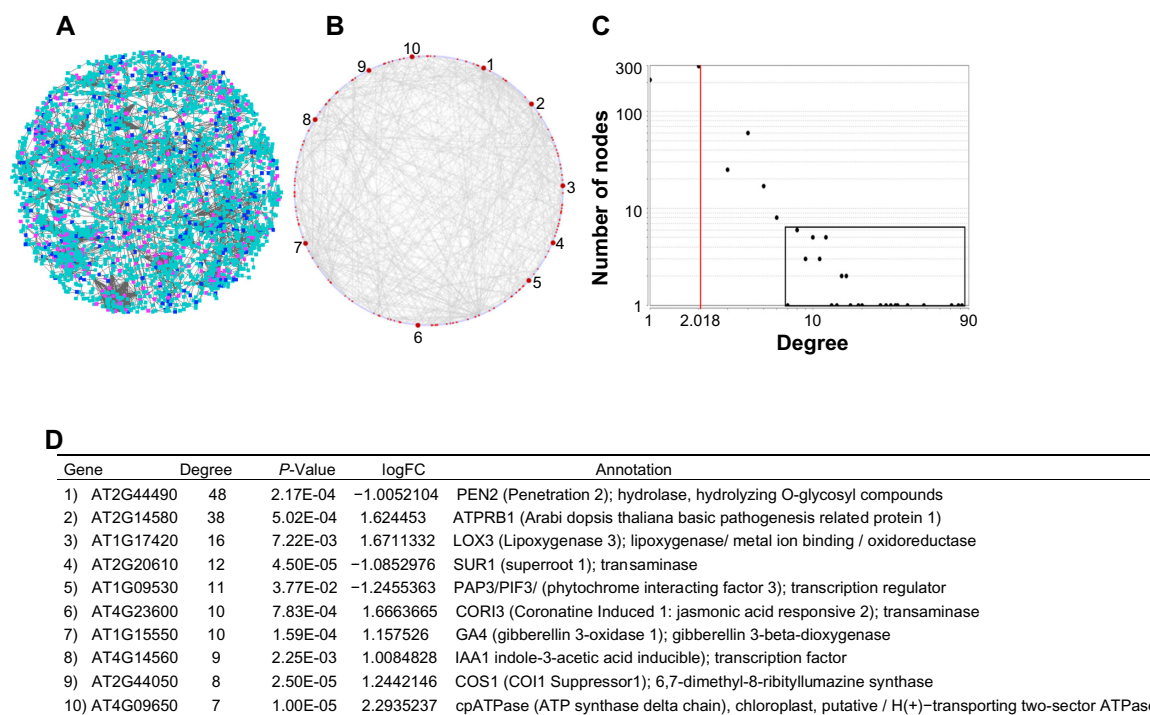 A
B
C
10
1
9
2
8
3
7
4
5
6
300
100
10
1
Number of nodes
1
2.018
10
90
Degree
D
Gene Degree P-Value logFC Annotation
1) AT2G44490 48 2.17E-04 −1.0052104 PEN2 (Penetration 2); hydrolase, hydrolyzing O-glycosyl compounds
2) AT2G14580 38 5.02E-04 1.624453 ATPRB1 (Arabi dopsis thaliana basic pathogenesis related protein 1)
3) AT1G17420 16 7.22E-03 1.6711332 LOX3 (Lipoxygenase 3); lipoxygenase/ metal ion binding / oxidoreductase
4) AT2G20610 12 4.50E-05 −1.0852976 SUR1 (superroot 1); transaminase
5) AT1G09530 11 3.77E-02 −1.2455363 PAP3/PIF3/ (phytochrome interacting factor 3); transcription regulator
6) AT4G23600 10 7.83E-04 1.6663665 CORI3 (Coronatine Induced 1: jasmonic acid responsive 2); transaminase
7) AT1G15550 10 1.59E-04 1.157526 GA4 (gibberellin 3-oxidase 1); gibberellin 3-beta-dioxygenase
8) AT4G14560 9 2.25E-03 1.0084828 IAA1 indole-3-acetic acid inducible); transcription factor
9) AT2G44050 8 2.50E-05 1.2442146 COS1 (COI1 Suppressor1); 6,7-dimethyl-8-ribityllumazine synthase
10) AT4G09650 7 1.00E-05 2.2935237 cpATPase (ATP synthase delta chain), chloroplast, putative / H(+)−transporting two-sector ATPase